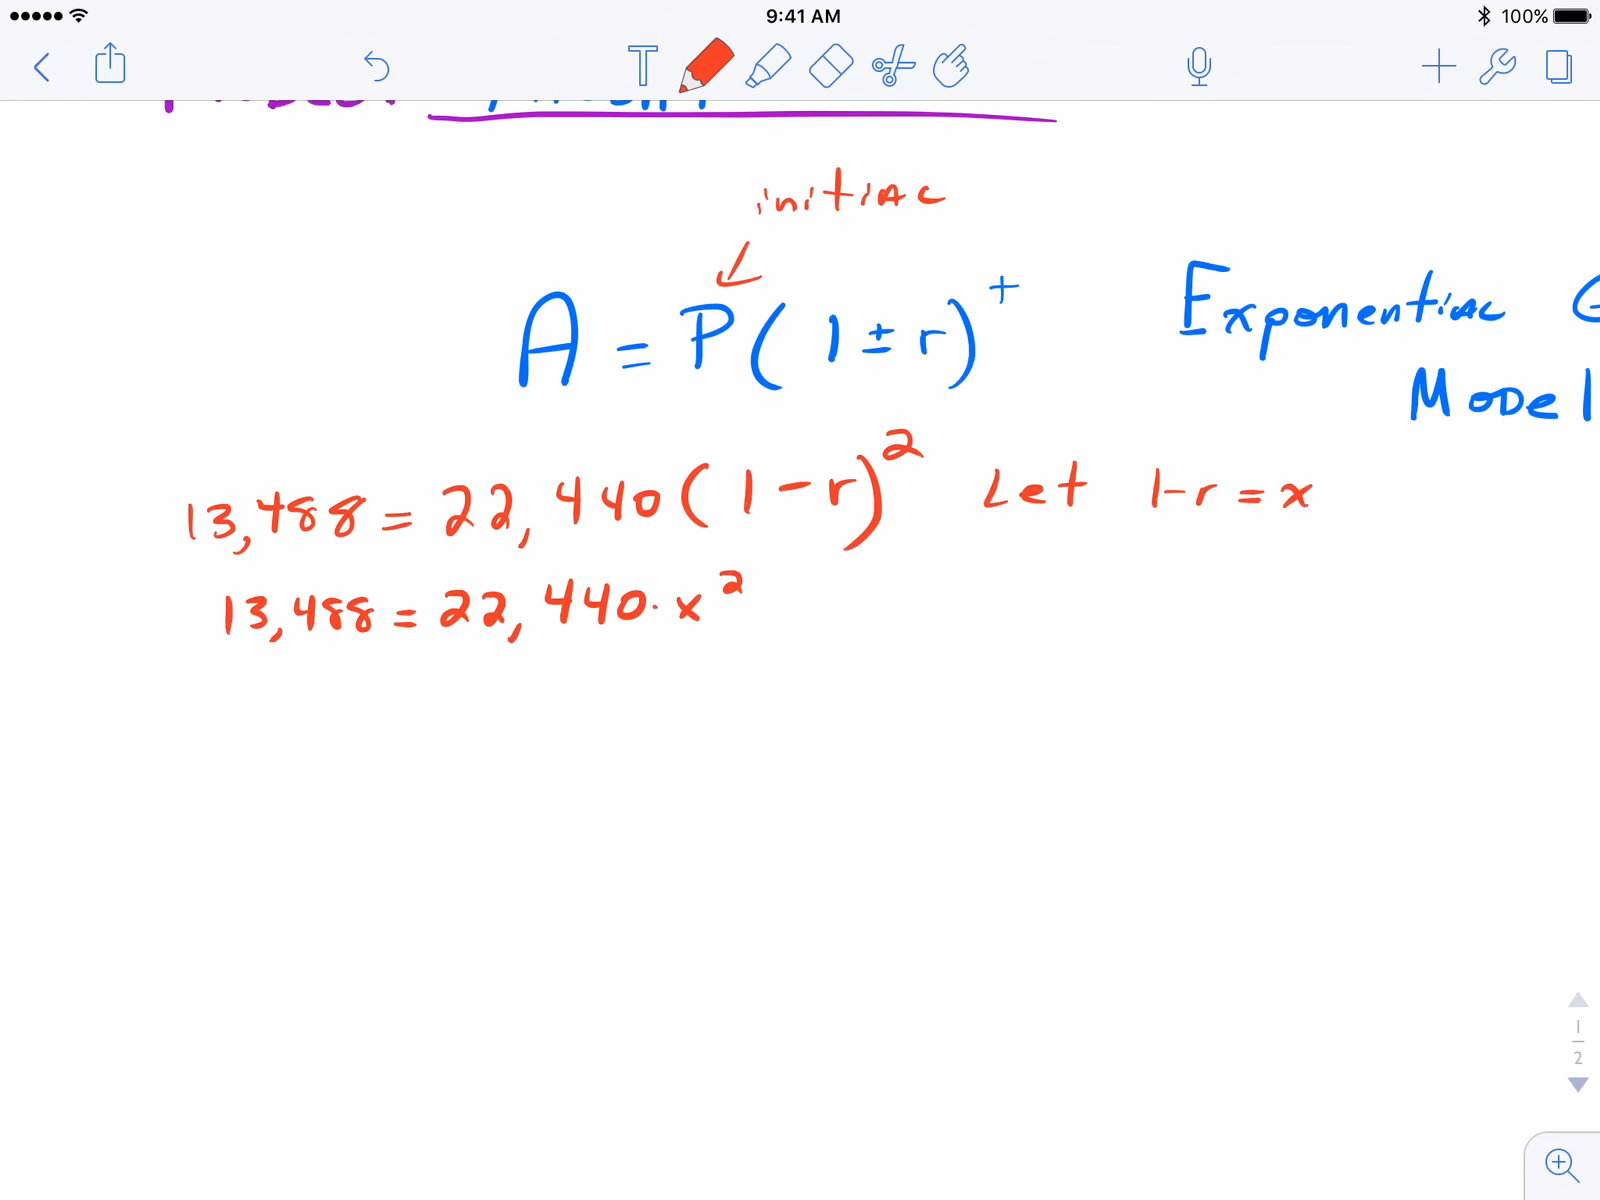 9:41 AM
100%
T
initial
A = P(1 ± r)^t
Exponential
Model
13,488 = 22,440(1 - r)^2 Let 1-r = x
13,488 = 22,440 · x^2
1
2